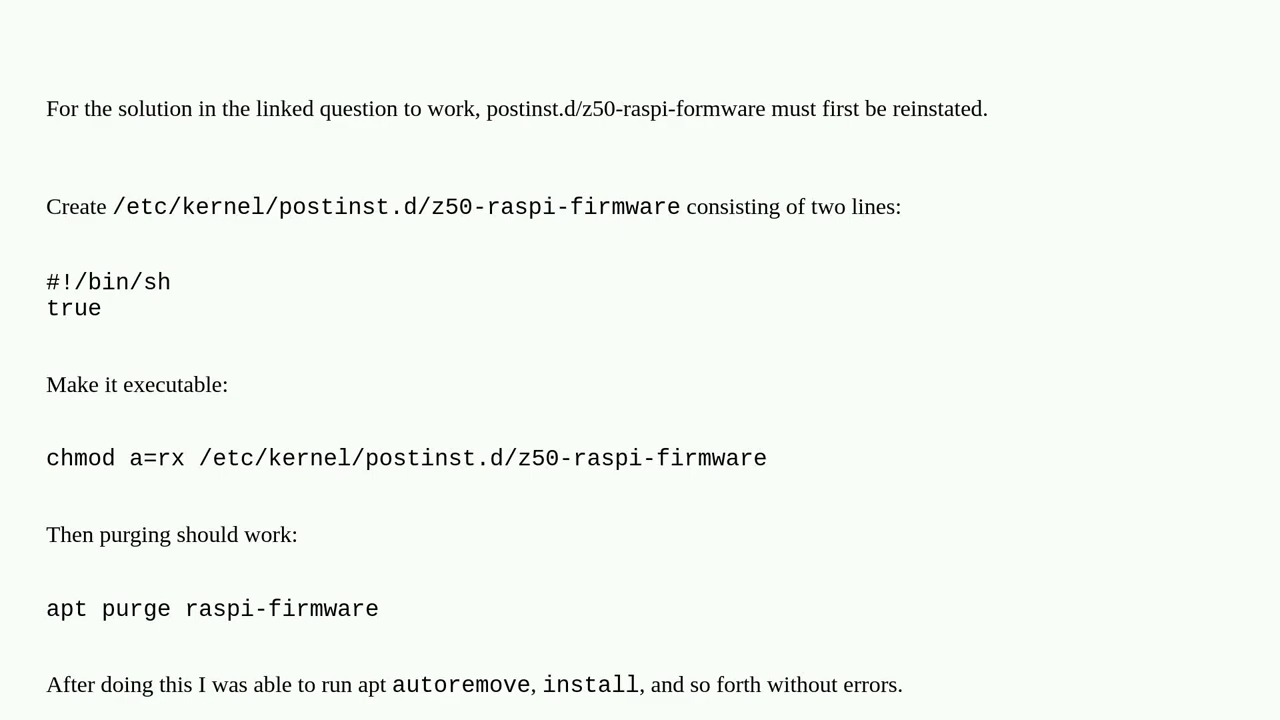 For the solution in the linked question to work, postinst.d/z50-raspi-formware must first be reinstated.
Create /etc/kernel/postinst.d/z50-raspi-firmware consisting of two lines:
#!/bin/sh
true
Make it executable:
chmod a=rx /etc/kernel/postinst.d/z50-raspi-firmware
Then purging should work:
apt purge raspi-firmware
After doing this I was able to run apt autoremove, install, and so forth without errors.